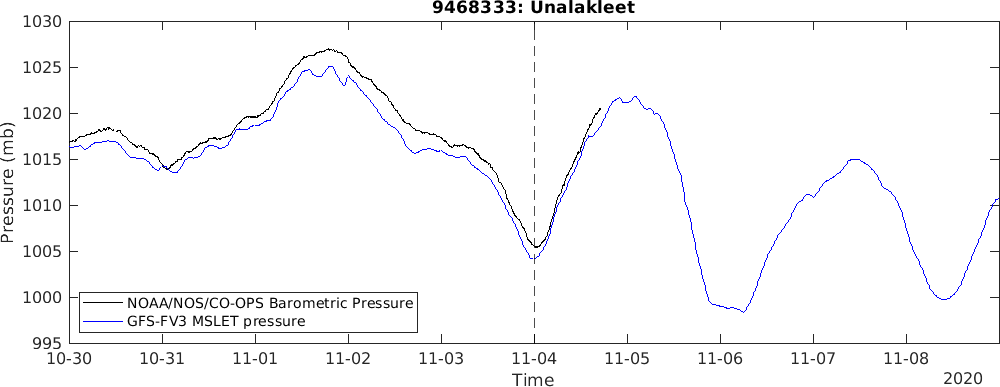 9468333: Unalakleet
1030
1025
1020
1015
1010
1005
1000
995
Pressure (mb)
NOAA/NOS/CO-OPS Barometric Pressure
GFS-FV3 MSLET pressure
10-30 10-31 11-01 11-02 11-03 11-04 11-05 11-06 11-07 11-08
Time
2020